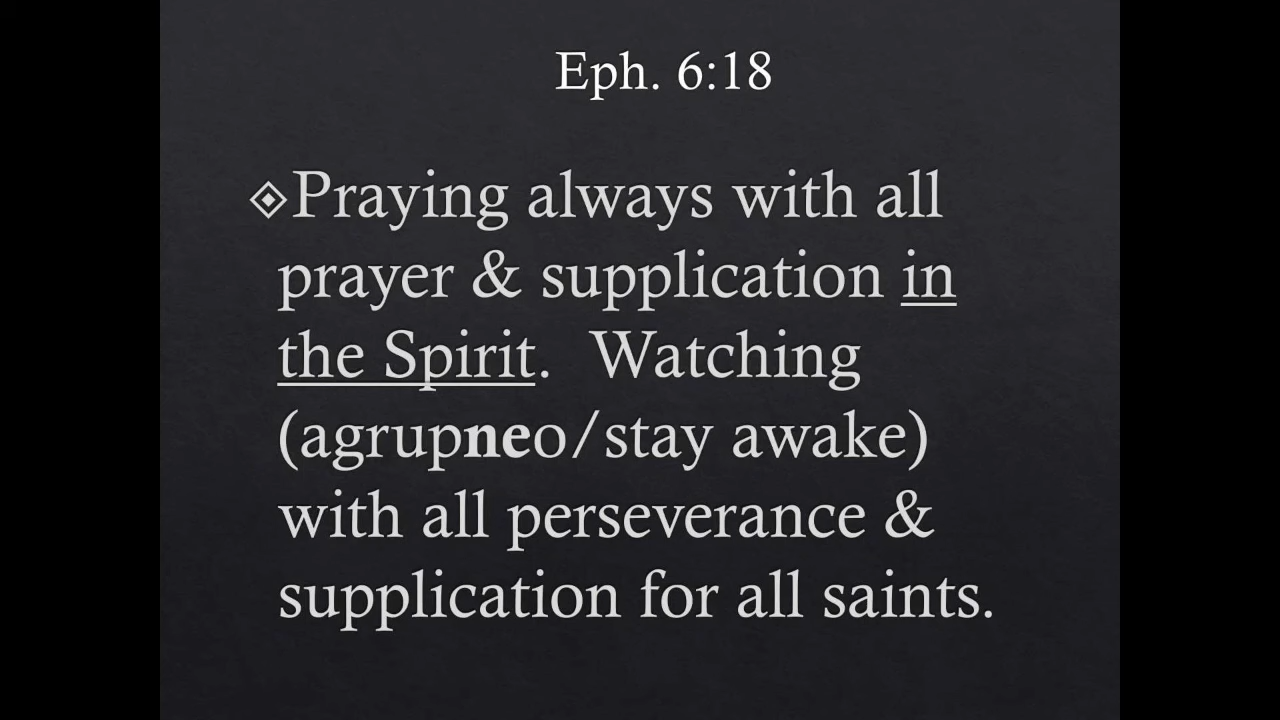 Eph. 6:18
Praying always with all
prayer & supplication in
the Spirit.  Watching
(agrupneo/stay awake)
with all perseverance &
supplication for all saints.